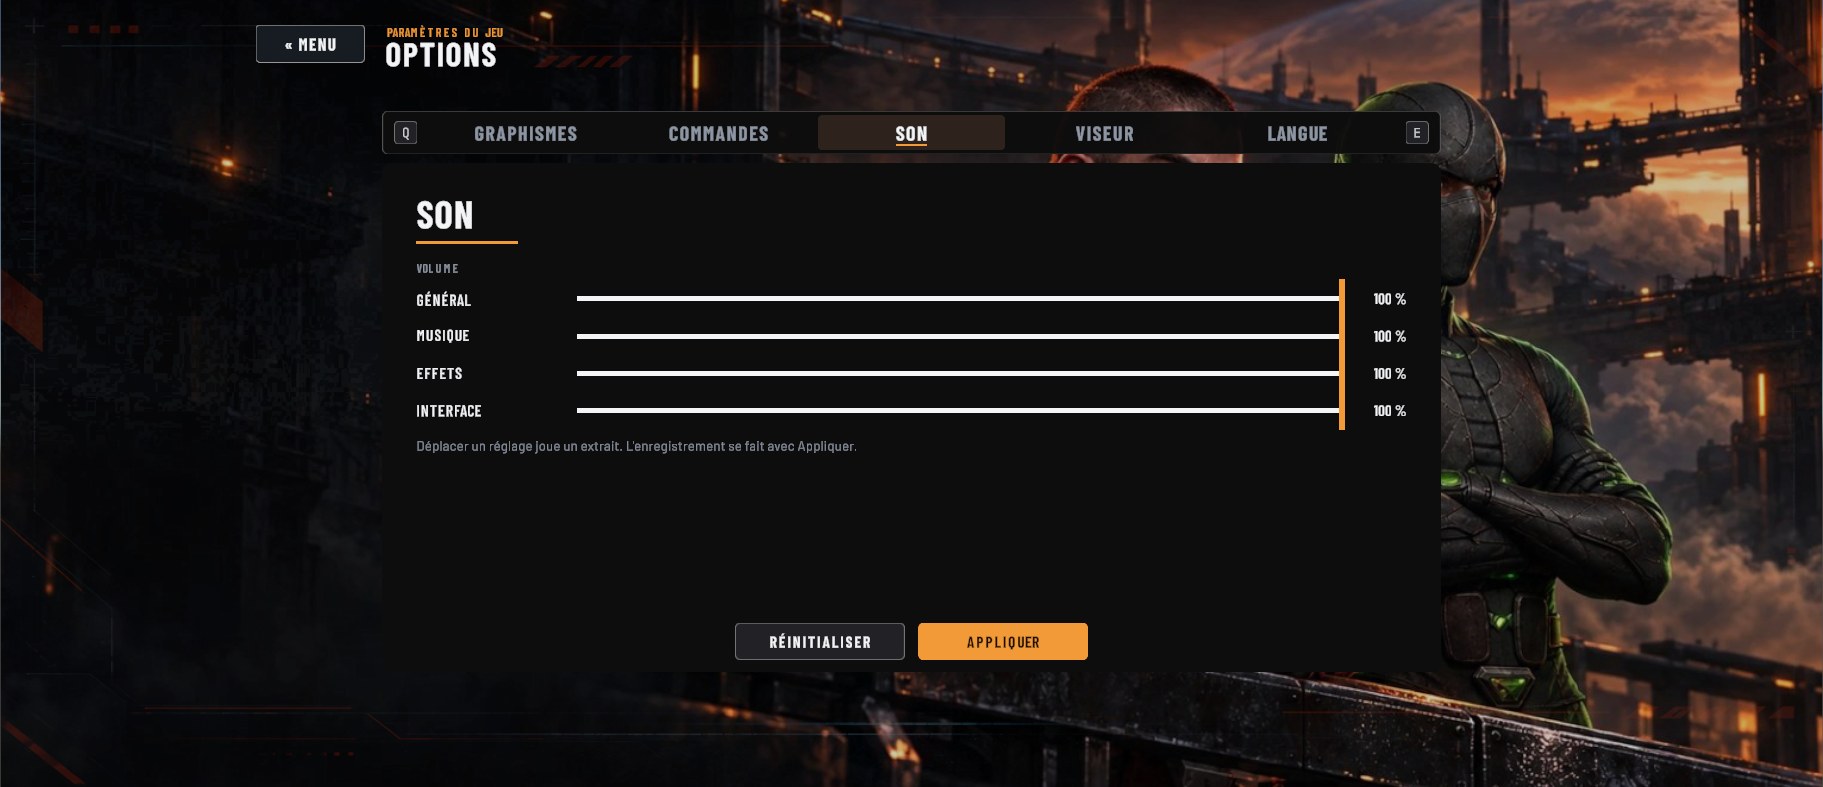 « MENU
PARAMÈTRES DU JEU
OPTIONS
Q
GRAPHISMES
COMMANDES
SON
VISEUR
LANGUE
E
SON
VOLUME
GÉNÉRAL
100 %
MUSIQUE
100 %
EFFETS
100 %
INTERFACE
100 %
Déplacer un réglage joue un extrait. L'enregistrement se fait avec Appliquer.
RÉINITIALISER
APPLIQUER